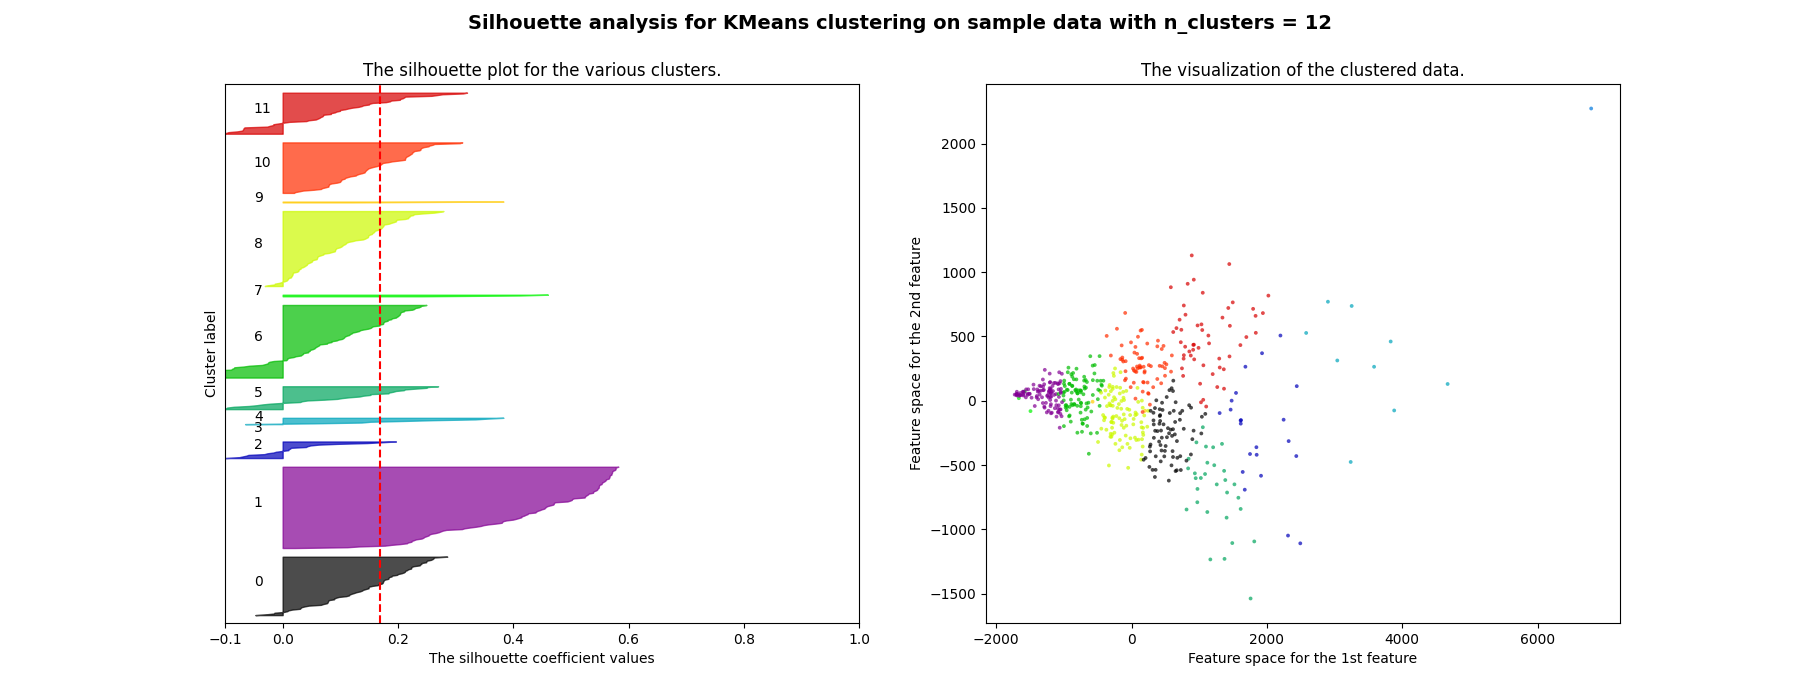 Silhouette analysis for KMeans clustering on sample data with n_clusters = 12
The silhouette plot for the various clusters.
11
10
9
8
7
6
5
4
3
2
1
0
Cluster label
−0.1 0.0 0.2 0.4 0.6 0.8 1.0
The silhouette coefficient values
The visualization of the clustered data.
2000
1500
1000
500
0
−500
−1000
−1500
Feature space for the 2nd feature
−2000 0 2000 4000 6000
Feature space for the 1st feature